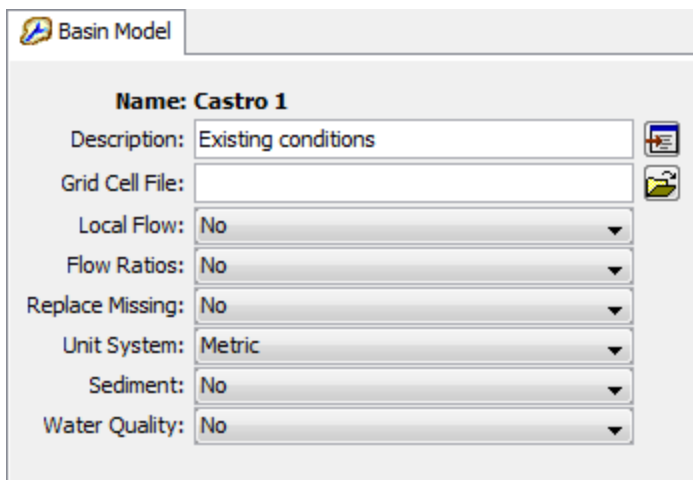 Basin Model
Name: Castro 1
Description: Existing conditions
Grid Cell File:
Local Flow: No
Flow Ratios: No
Replace Missing: No
Unit System: Metric
Sediment: No
Water Quality: No